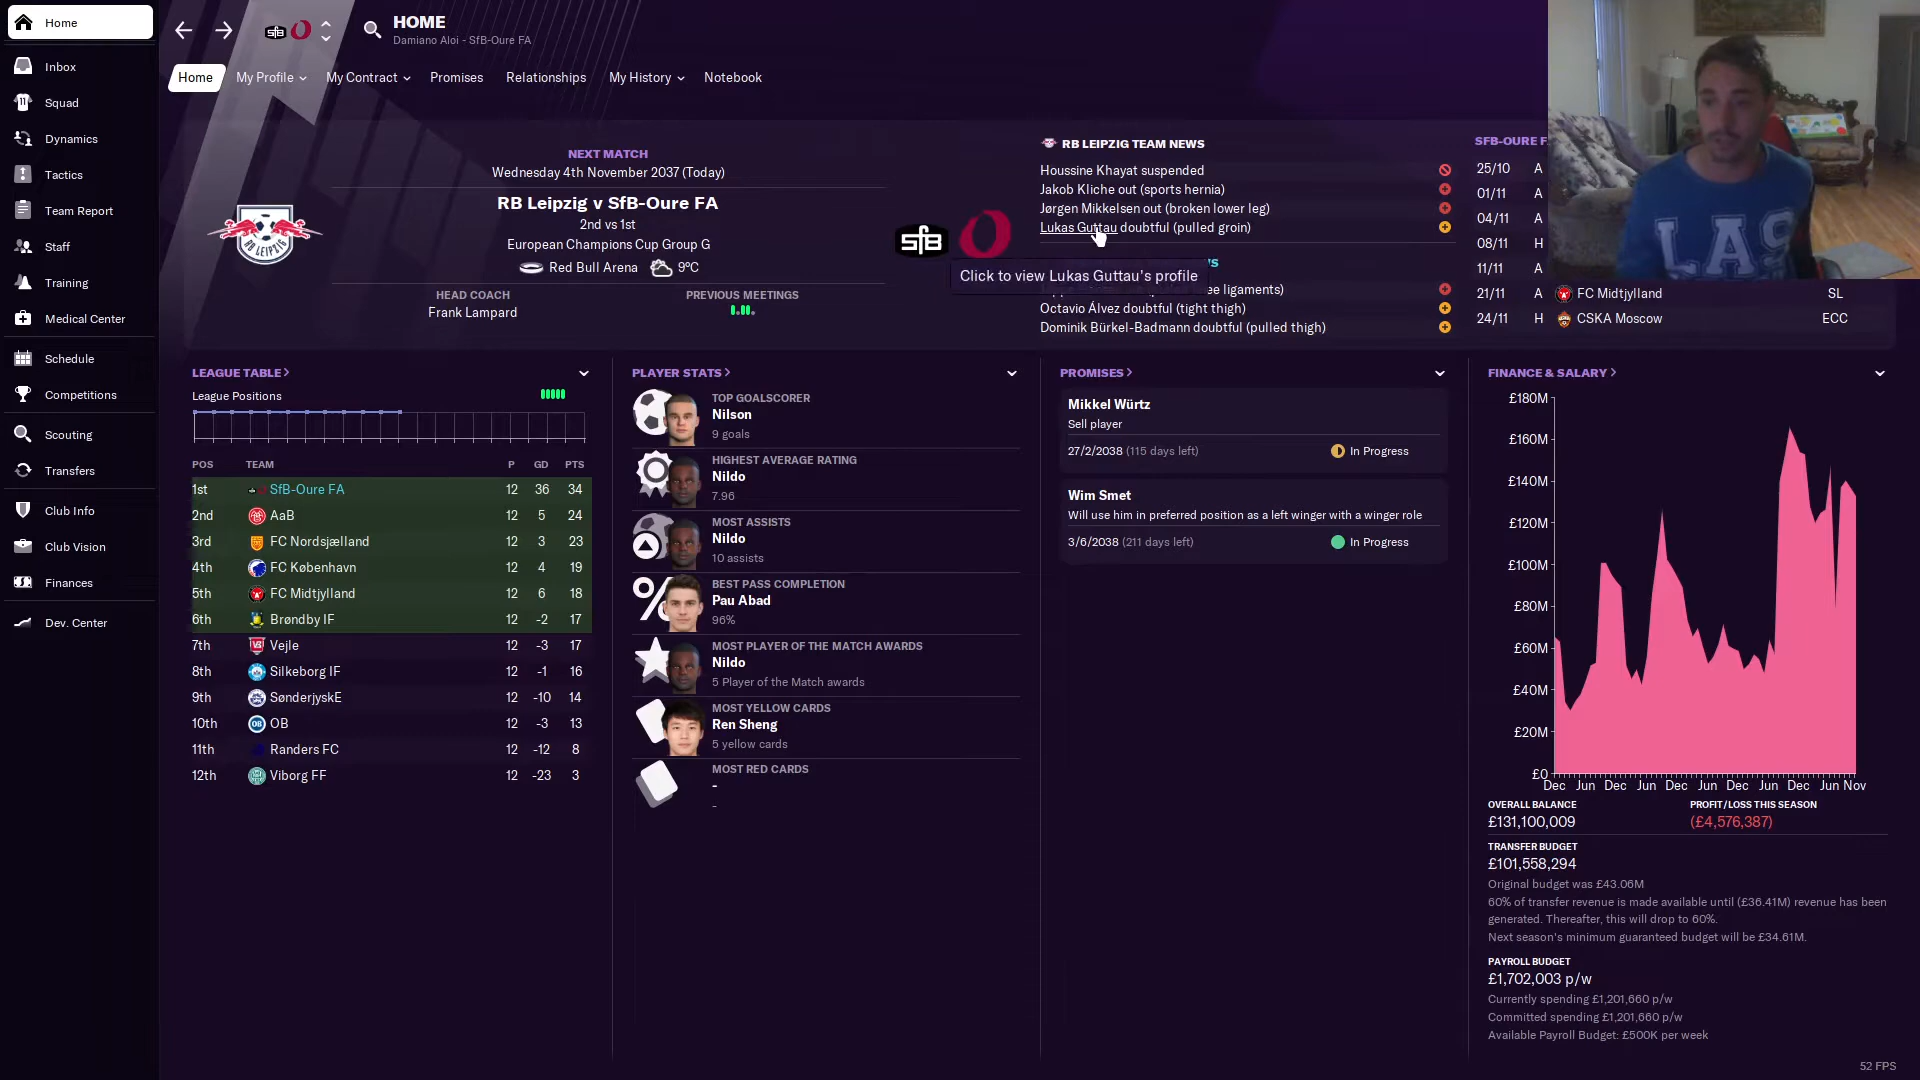 Home
Inbox
Squad
Dynamics
Tactics
Team Report
Staff
Training
Medical Center
Schedule
Competitions
Scouting
Transfers
Club Info
Club Vision
Finances
Dev. Center
sfb
HOME
Damiano Aloi - SfB-Oure FA
Home
My Profile
My Contract
Promises
Relationships
My History
Notebook
NEXT MATCH
Wednesday 4th November 2037 (Today)
RB Leipzig v SfB-Oure FA
2nd vs 1st
European Champions Cup Group G
Red Bull Arena
9ºC
HEAD COACH
Frank Lampard
PREVIOUS MEETINGS
RB LEIPZIG
sfb
RB LEIPZIG TEAM NEWS
Houssine Khayat suspended
Jakob Kliche out (sports hernia)
Jørgen Mikkelsen out (broken lower leg)
Lukas Guttau doubtful (pulled groin)
Click to view Lukas Guttau's profile
ee ligaments)
Octavio Álvez doubtful (tight thigh)
Dominik Bürkel-Badmann doubtful (pulled thigh)
SFB-OURE F
25/10 A
01/11 A
04/11 A
08/11 H
11/11 A
21/11 A FC Midtjylland SL
24/11 H CSKA Moscow ECC
LAS
LEAGUE TABLE
League Positions
POS TEAM P GD PTS
1st SfB-Oure FA 12 36 34
2nd AaB 12 5 24
3rd FC Nordsjælland 12 3 23
4th FC København 12 4 19
5th FC Midtjylland 12 6 18
6th Brøndby IF 12 -2 17
7th Vejle 12 -3 17
8th Silkeborg IF 12 -1 16
9th SønderjyskE 12 -10 14
10th OB 12 -3 13
11th Randers FC 12 -12 8
12th Viborg FF 12 -23 3
PLAYER STATS
TOP GOALSCORER
Nilson
9 goals
HIGHEST AVERAGE RATING
Nildo
7.96
MOST ASSISTS
Nildo
10 assists
BEST PASS COMPLETION
Pau Abad
96%
MOST PLAYER OF THE MATCH AWARDS
Nildo
5 Player of the Match awards
MOST YELLOW CARDS
Ren Sheng
5 yellow cards
MOST RED CARDS
-
-
PROMISES
Mikkel Würtz
Sell player
27/2/2038 (115 days left) In Progress
Wim Smet
Will use him in preferred position as a left winger with a winger role
3/6/2038 (211 days left) In Progress
FINANCE & SALARY
£180M
£160M
£140M
£120M
£100M
£80M
£60M
£40M
£20M
£0
Dec Jun Dec Jun Dec Jun Dec Jun Dec Jun Nov
OVERALL BALANCE
£131,100,009
PROFIT/LOSS THIS SEASON
(£4,576,387)
TRANSFER BUDGET
£101,558,294
Original budget was £43.06M
60% of transfer revenue is made available until (£36.41M) revenue has been
generated. Thereafter, this will drop to 60%.
Next season's minimum guaranteed budget will be £34.61M.
PAYROLL BUDGET
£1,702,003 p/w
Currently spending £1,201,660 p/w
Committed spending £1,201,660 p/w
Available Payroll Budget: £500K per week
52 FPS